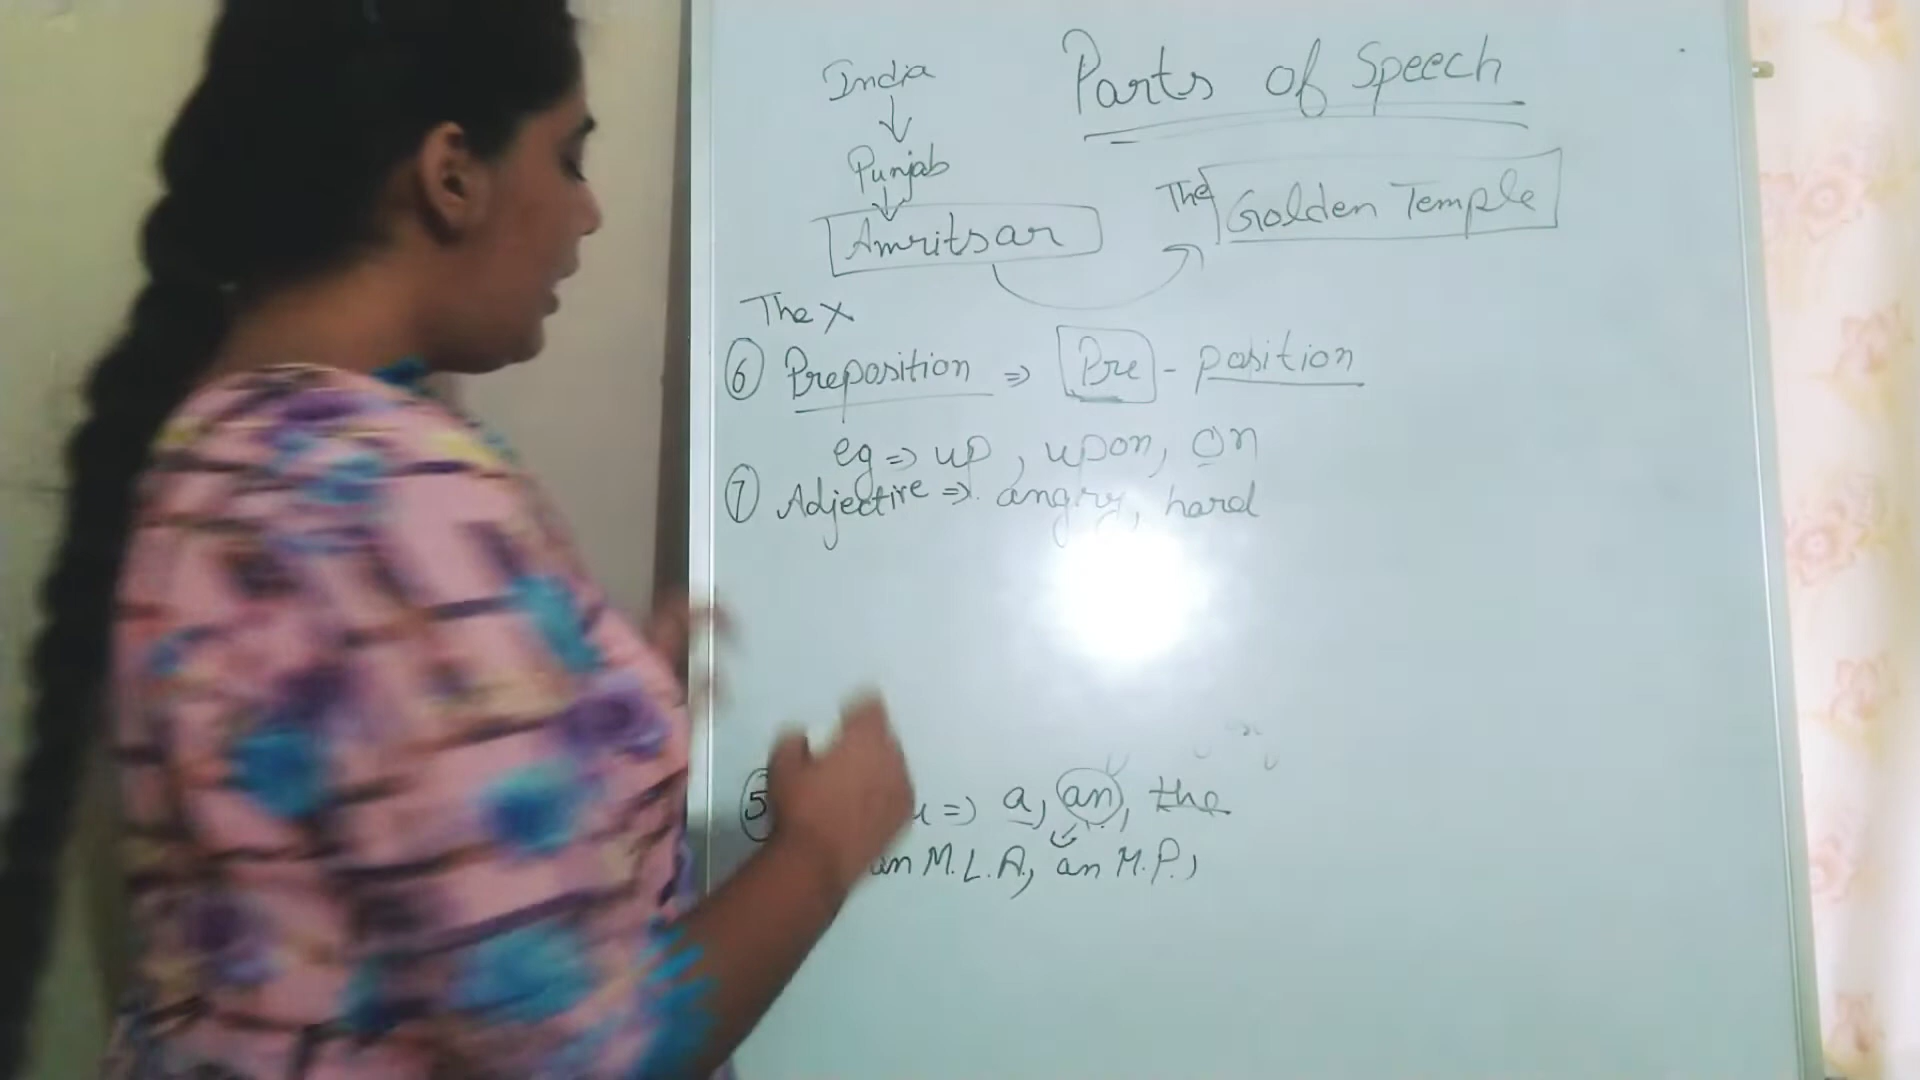 Parts of Speech
India
↓
Punjab
↓
Amritsar
The Golden Temple
The X
6 Preposition ⇒ Pre - position
eg ⇒ up, upon, on
7 Adjective ⇒ angry, hard
5 ⇒ a, an, the
an M.L.A, an M.P,